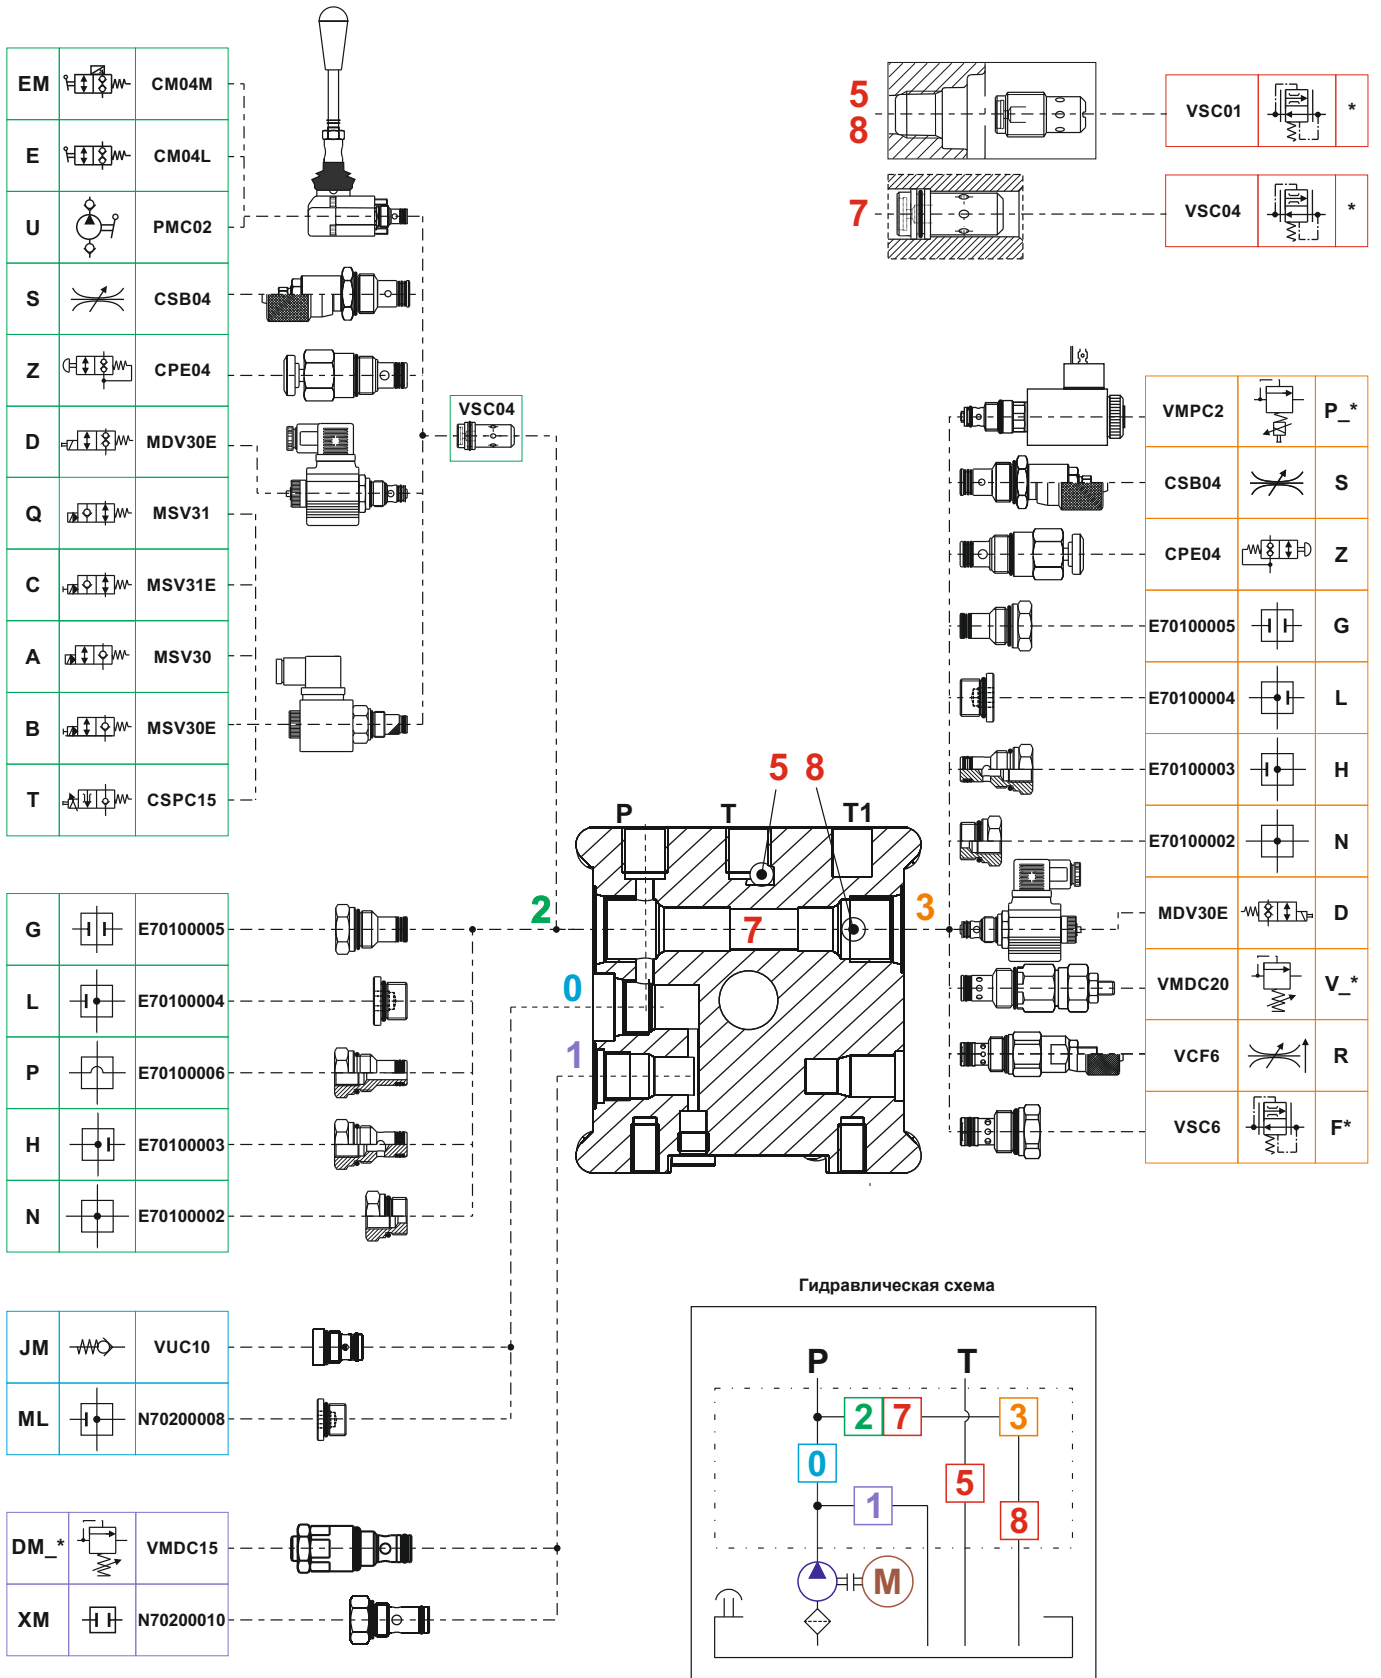 EM CM04M
E CM04L
U PMC02
S CSB04
Z CPE04
D MDV30E
Q MSV31
C MSV31E
A MSV30
B MSV30E
T CSPC15
VSC04
5
8
VSC01 *
7
VSC04 *
VMPC2 P_*
CSB04 S
CPE04 Z
E70100005 G
E70100004 L
E70100003 H
E70100002 N
MDV30E D
VMDC20 V_*
VCF6 R
VSC6 F*
5 8
P T T1
2 7 3
0
1
G E70100005
L E70100004
P E70100006
H E70100003
N E70100002
JM VUC10
ML N70200008
DM_* VMDC15
XM N70200010
Гидравлическая схема
P T
2 7 3
0
5
1
8
M